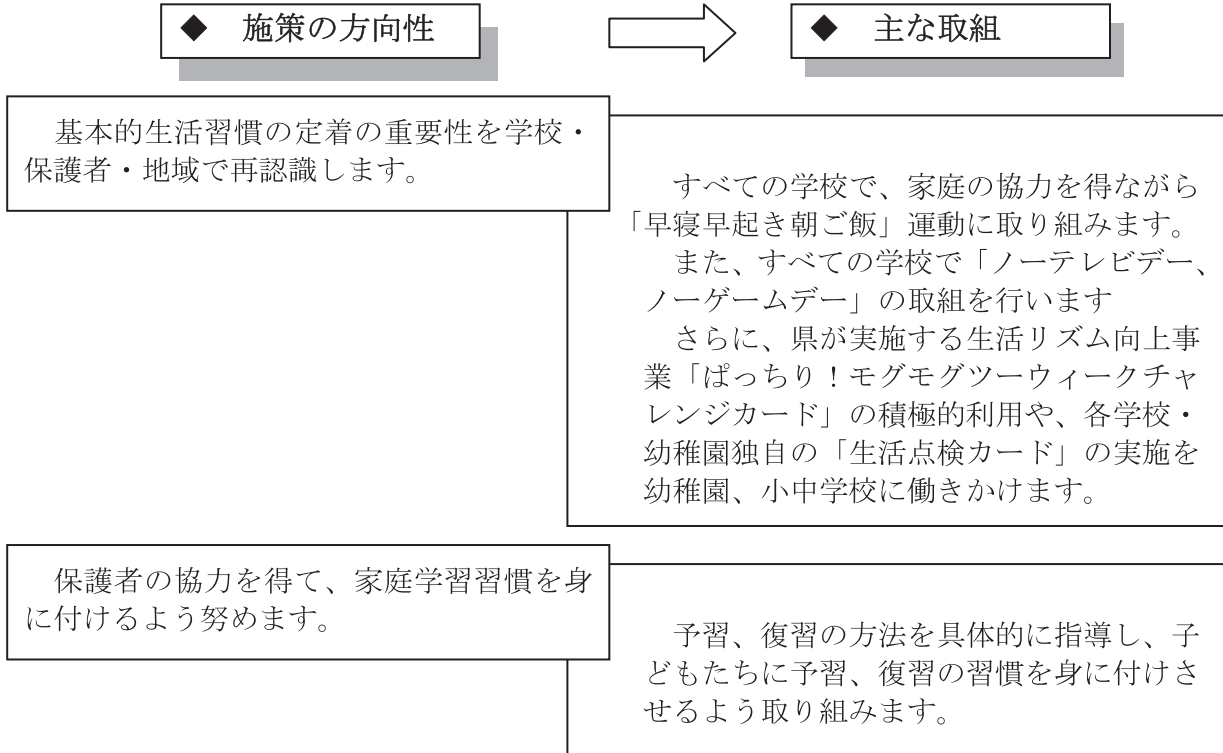 ◆ 施策の方向性
◆ 主な取組
基本的生活習慣の定着の重要性を学校・
保護者・地域で再認識します。
すべての学校で、家庭の協力を得ながら
「早寝早起き朝ご飯」運動に取り組みます。
また、すべての学校で「ノーテレビデー、
ノーゲームデー」の取組を行います
さらに、県が実施する生活リズム向上事
業「ぱっちり！モグモグツーウィークチャ
レンジカード」の積極的利用や、各学校・
幼稚園独自の「生活点検カード」の実施を
幼稚園、小中学校に働きかけます。
保護者の協力を得て、家庭学習習慣を身
に付けるよう努めます。
予習、復習の方法を具体的に指導し、子
どもたちに予習、復習の習慣を身に付けさ
せるよう取り組みます。